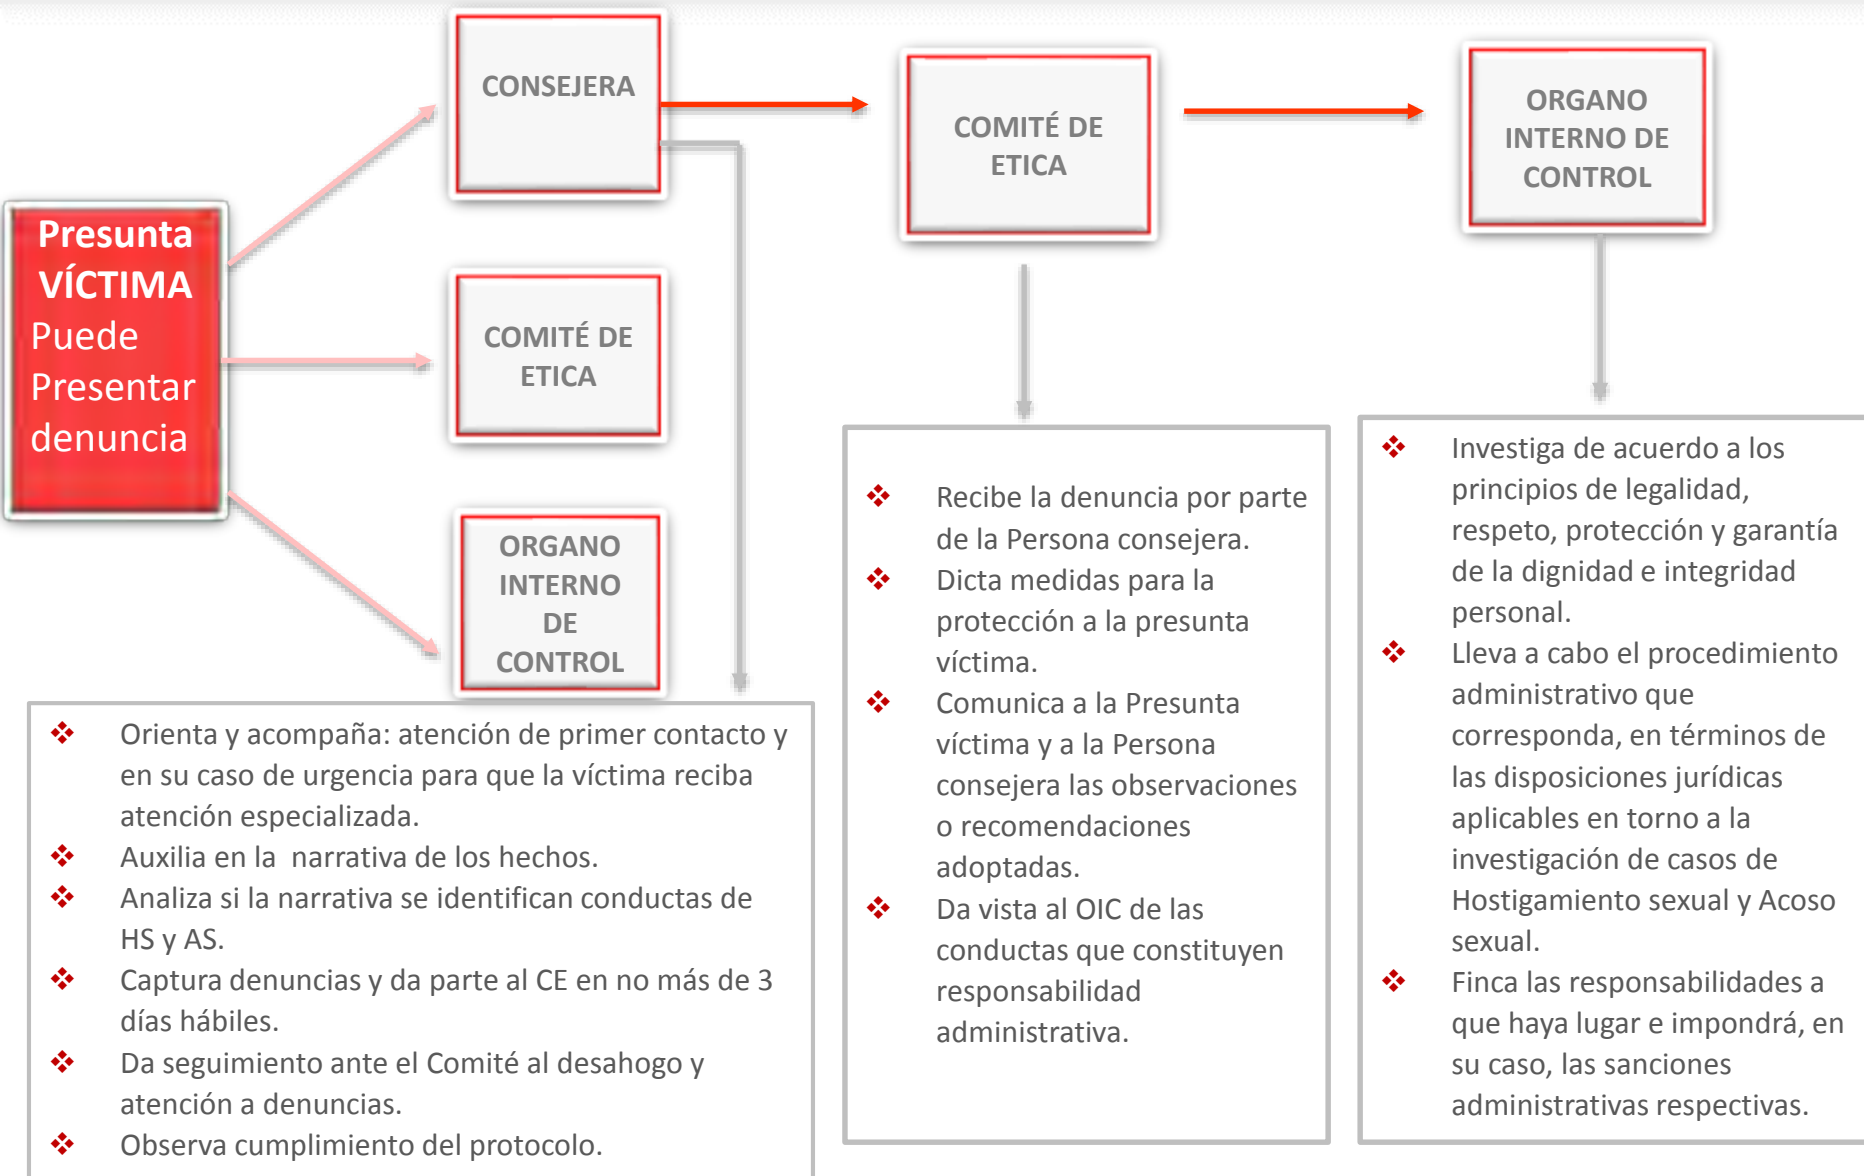 Presunta
VÍCTIMA
Puede
Presentar
denuncia
CONSEJERA
COMITÉ DE
ETICA
ORGANO
INTERNO
DE
CONTROL
COMITÉ DE
ETICA
ORGANO
INTERNO DE
CONTROL
Orienta y acompaña: atención de primer contacto y
en su caso de urgencia para que la víctima reciba
atención especializada.
Auxilia en la narrativa de los hechos.
Analiza si la narrativa se identifican conductas de
HS y AS.
Captura denuncias y da parte al CE en no más de 3
días hábiles.
Da seguimiento ante el Comité al desahogo y
atención a denuncias.
Observa cumplimiento del protocolo.
Recibe la denuncia por parte
de la Persona consejera.
Dicta medidas para la
protección a la presunta
víctima.
Comunica a la Presunta
víctima y a la Persona
consejera las observaciones
o recomendaciones
adoptadas.
Da vista al OIC de las
conductas que constituyen
responsabilidad
administrativa.
Investiga de acuerdo a los
principios de legalidad,
respeto, protección y garantía
de la dignidad e integridad
personal.
Lleva a cabo el procedimiento
administrativo que
corresponda, en términos de
las disposiciones jurídicas
aplicables en torno a la
investigación de casos de
Hostigamiento sexual y Acoso
sexual.
Finca las responsabilidades a
que haya lugar e impondrá, en
su caso, las sanciones
administrativas respectivas.